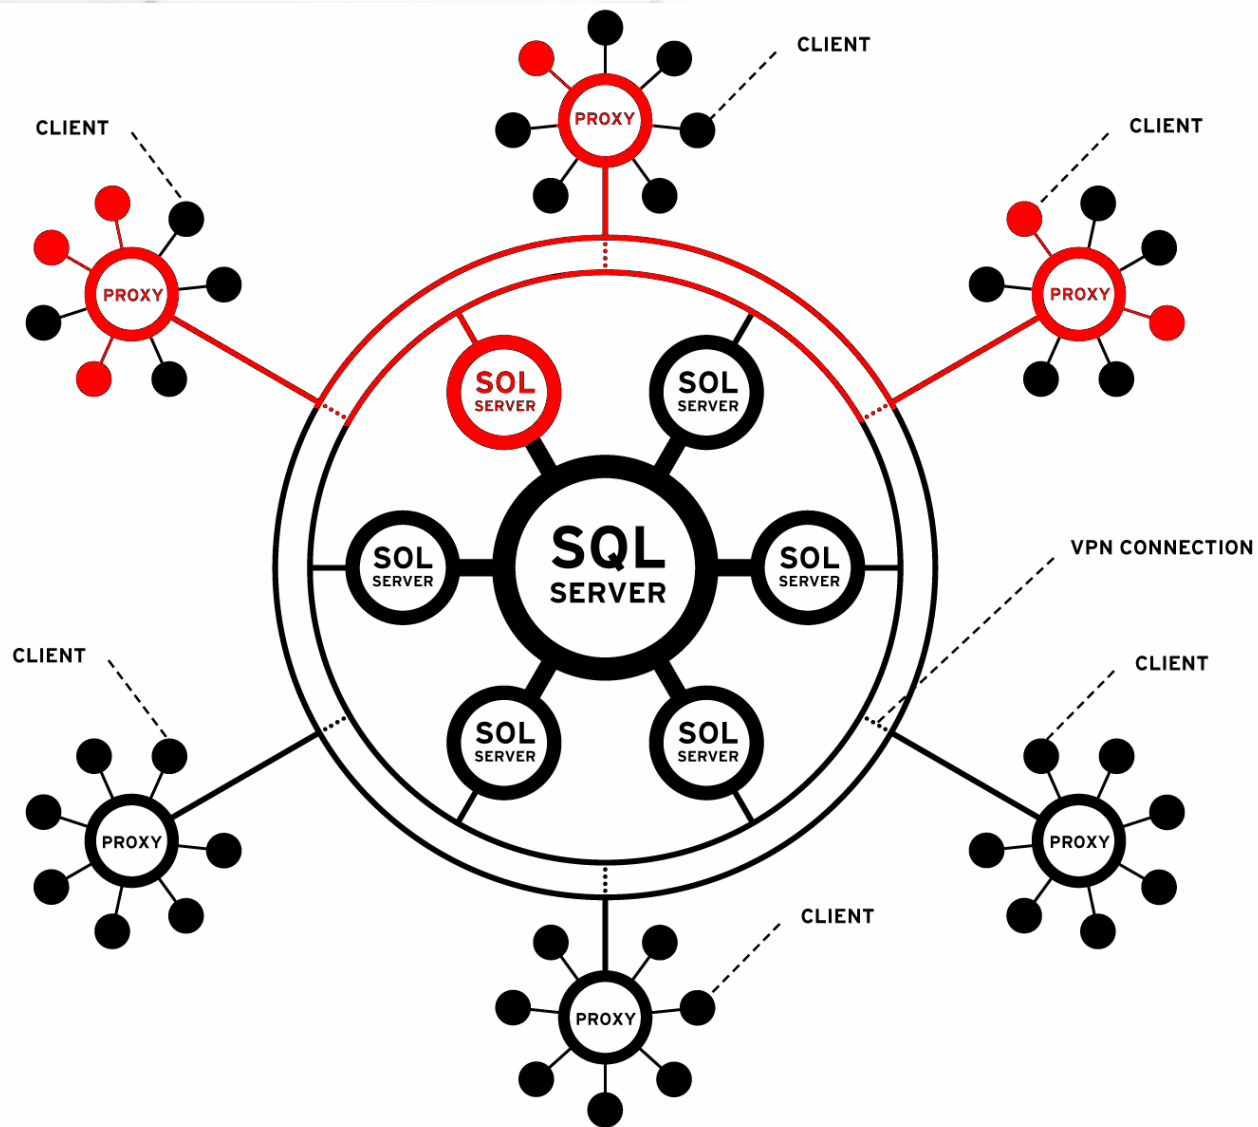 CLIENT
PROXY
CLIENT
CLIENT
PROXY
PROXY
SOL
SERVER
SOL
SERVER
SOL
SERVER
SQL
SERVER
SOL
SERVER
VPN CONNECTION
CLIENT
CLIENT
SOL
SERVER
SOL
SERVER
PROXY
PROXY
CLIENT
PROXY